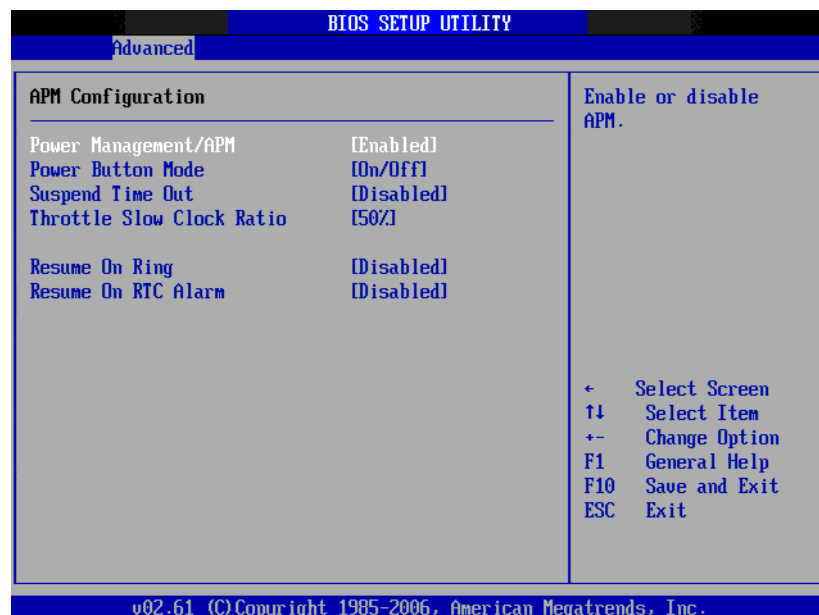 BIOS SETUP UTILITY
Advanced
APM Configuration
Power Management/APM [Enabled]
Power Button Mode [On/Off]
Suspend Time Out [Disabled]
Throttle Slow Clock Ratio [50%]
Resume On Ring [Disabled]
Resume On RTC Alarm [Disabled]
Enable or disable
APM.
← Select Screen
↑↓ Select Item
+- Change Option
F1 General Help
F10 Save and Exit
ESC Exit
v02.61 (C)Copyright 1985-2006, American Megatrends, Inc.